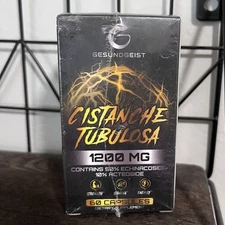 G
GESUNDGEIST
CISTANCHE
TUBULOSA
1200 MG
CONTAINS 50% ECHINACOSIDE
10% ACTEOSIDE
60 CAPSULES